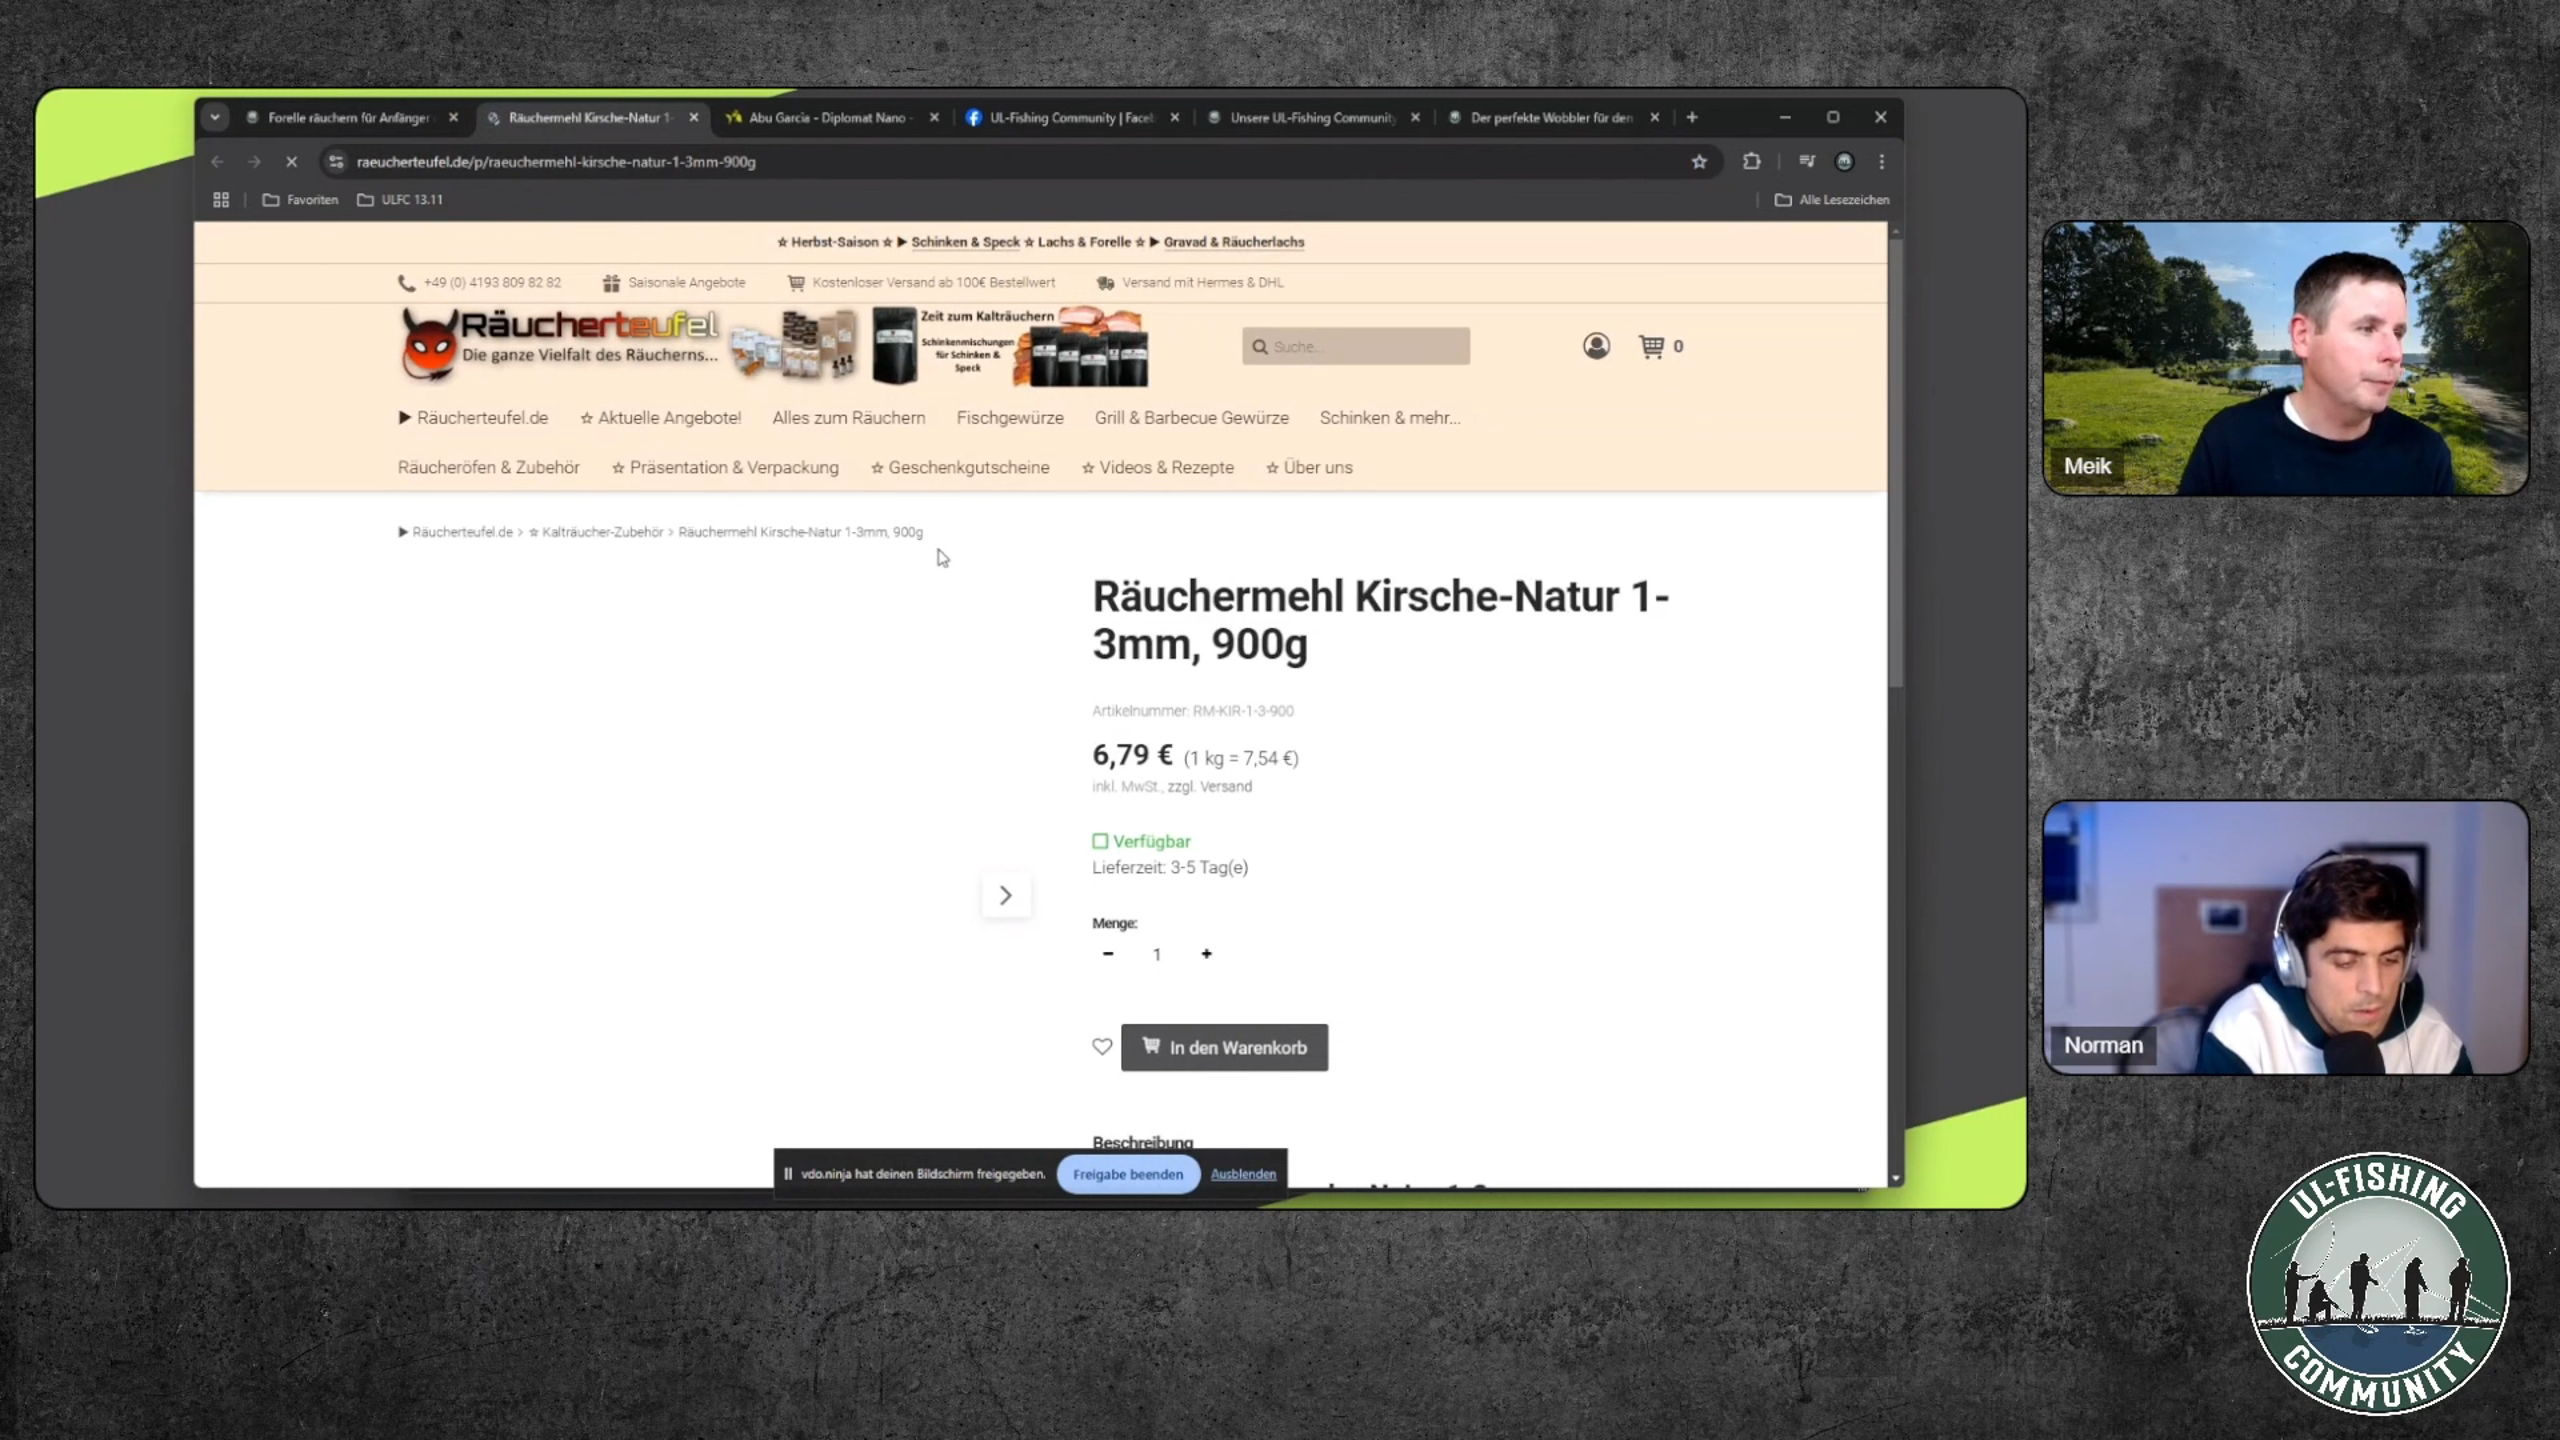 Forelle räuchern für Anfänger
Räuchermehl Kirsche-Natur 1-
Abu Garcia - Diplomat Nano -
UL-Fishing Community | Face
Unsere UL-Fishing Community
Der perfekte Wobbler für den
raeucherteufel.de/p/raeuchermehl-kirsche-natur-1-3mm-900g
Favoriten
ULFC 13.11
Alle Lesezeichen
☆ Herbst-Saison ☆ ▶ Schinken & Speck ☆ Lachs & Forelle ☆ ▶ Gravad & Räucherlachs
+49 (0) 4193 809 82 82
Saisonale Angebote
Kostenloser Versand ab 100€ Bestellwert
Versand mit Hermes & DHL
Räucherteufel
Die ganze Vielfalt des Räucherns...
Zeit zum Kalträuchern
Schinkenmischungen
für Schinken &
Speck
Suche...
0
▶ Räucherteufel.de
☆ Aktuelle Angebote!
Alles zum Räuchern
Fischgewürze
Grill & Barbecue Gewürze
Schinken & mehr...
Räucheröfen & Zubehör
☆ Präsentation & Verpackung
☆ Geschenkgutscheine
☆ Videos & Rezepte
☆ Über uns
▶ Räucherteufel.de > ☆ Kalträucher-Zubehör > Räuchermehl Kirsche-Natur 1-3mm, 900g
Räuchermehl Kirsche-Natur 1-
3mm, 900g
Artikelnummer: RM-KIR-1-3-900
6,79 € (1 kg = 7,54 €)
inkl. MwSt., zzgl. Versand
Verfügbar
Lieferzeit: 3-5 Tag(e)
Menge:
- 1 +
In den Warenkorb
Beschreibung
vdo.ninja hat deinen Bildschirm freigegeben.
Freigabe beenden
Ausblenden
Meik
Norman
UL-FISHING
COMMUNITY